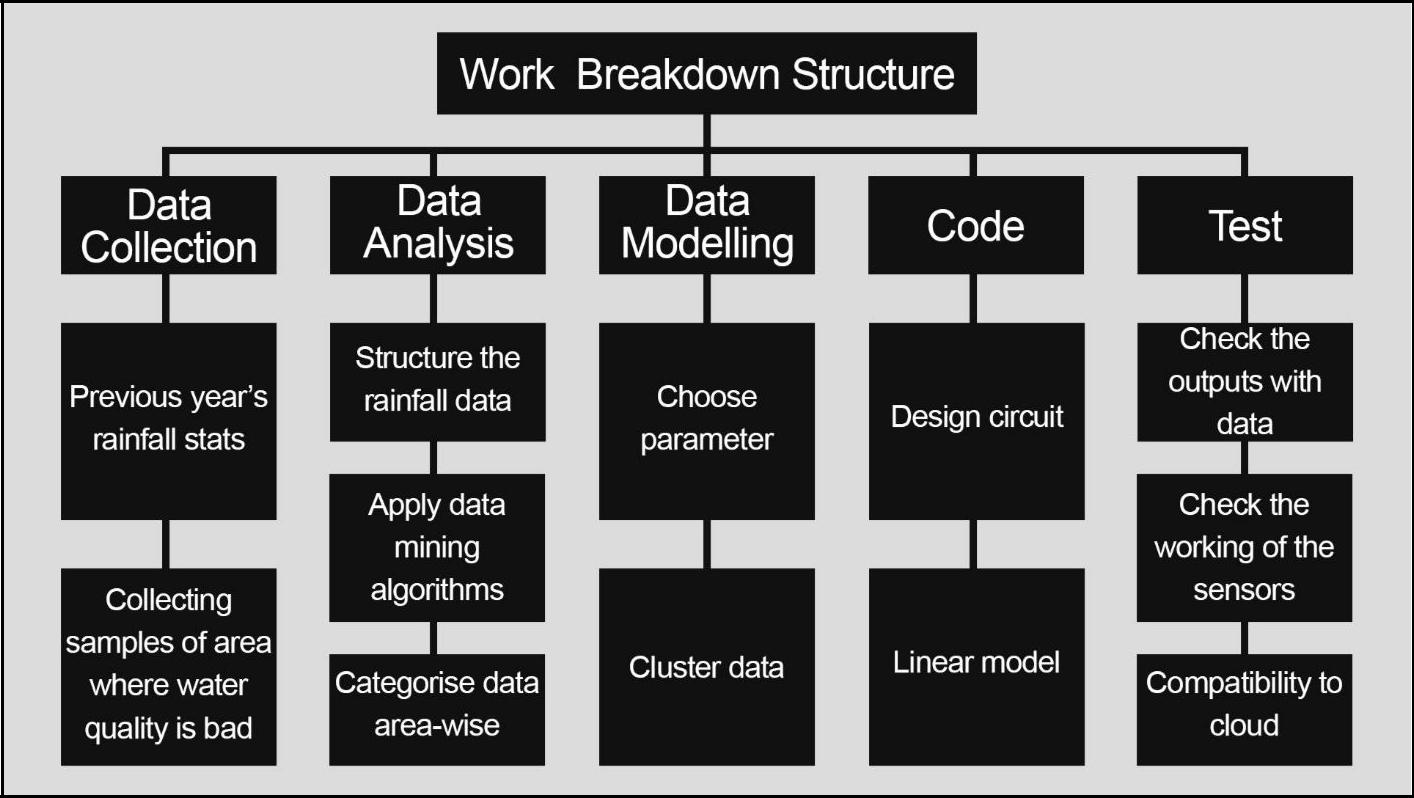 Work Breakdown Structure
Data
Collection
Data
Analysis
Data
Modelling
Code
Test
Previous year’s
rainfall stats
Collecting
samples of area
where water
quality is bad
Structure the
rainfall data
Apply data
mining
algorithms
Categorise data
area-wise
Choose
parameter
Cluster data
Design circuit
Linear model
Check the
outputs with
data
Check the
working of the
sensors
Compatibility to
cloud